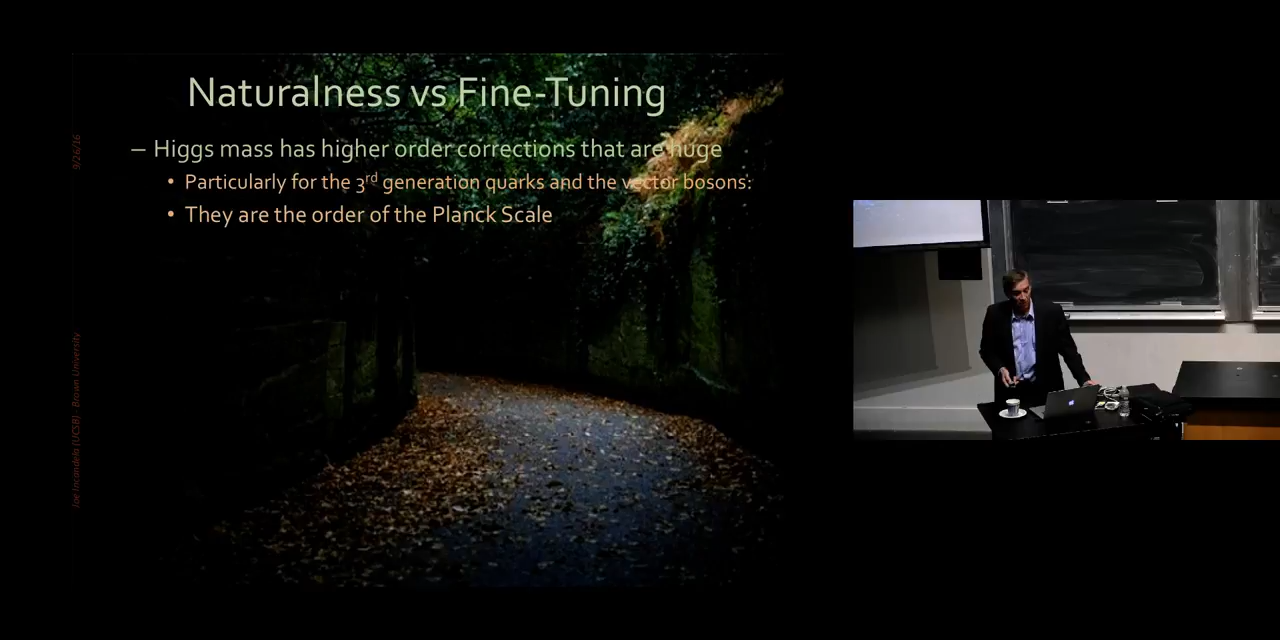 Naturalness vs Fine-Tuning
– Higgs mass has higher order corrections that are huge
• Particularly for the 3rd generation quarks and the vector bosons:
• They are the order of the Planck Scale
9/26/16
Joe Incandela (UCSB) - Brown University